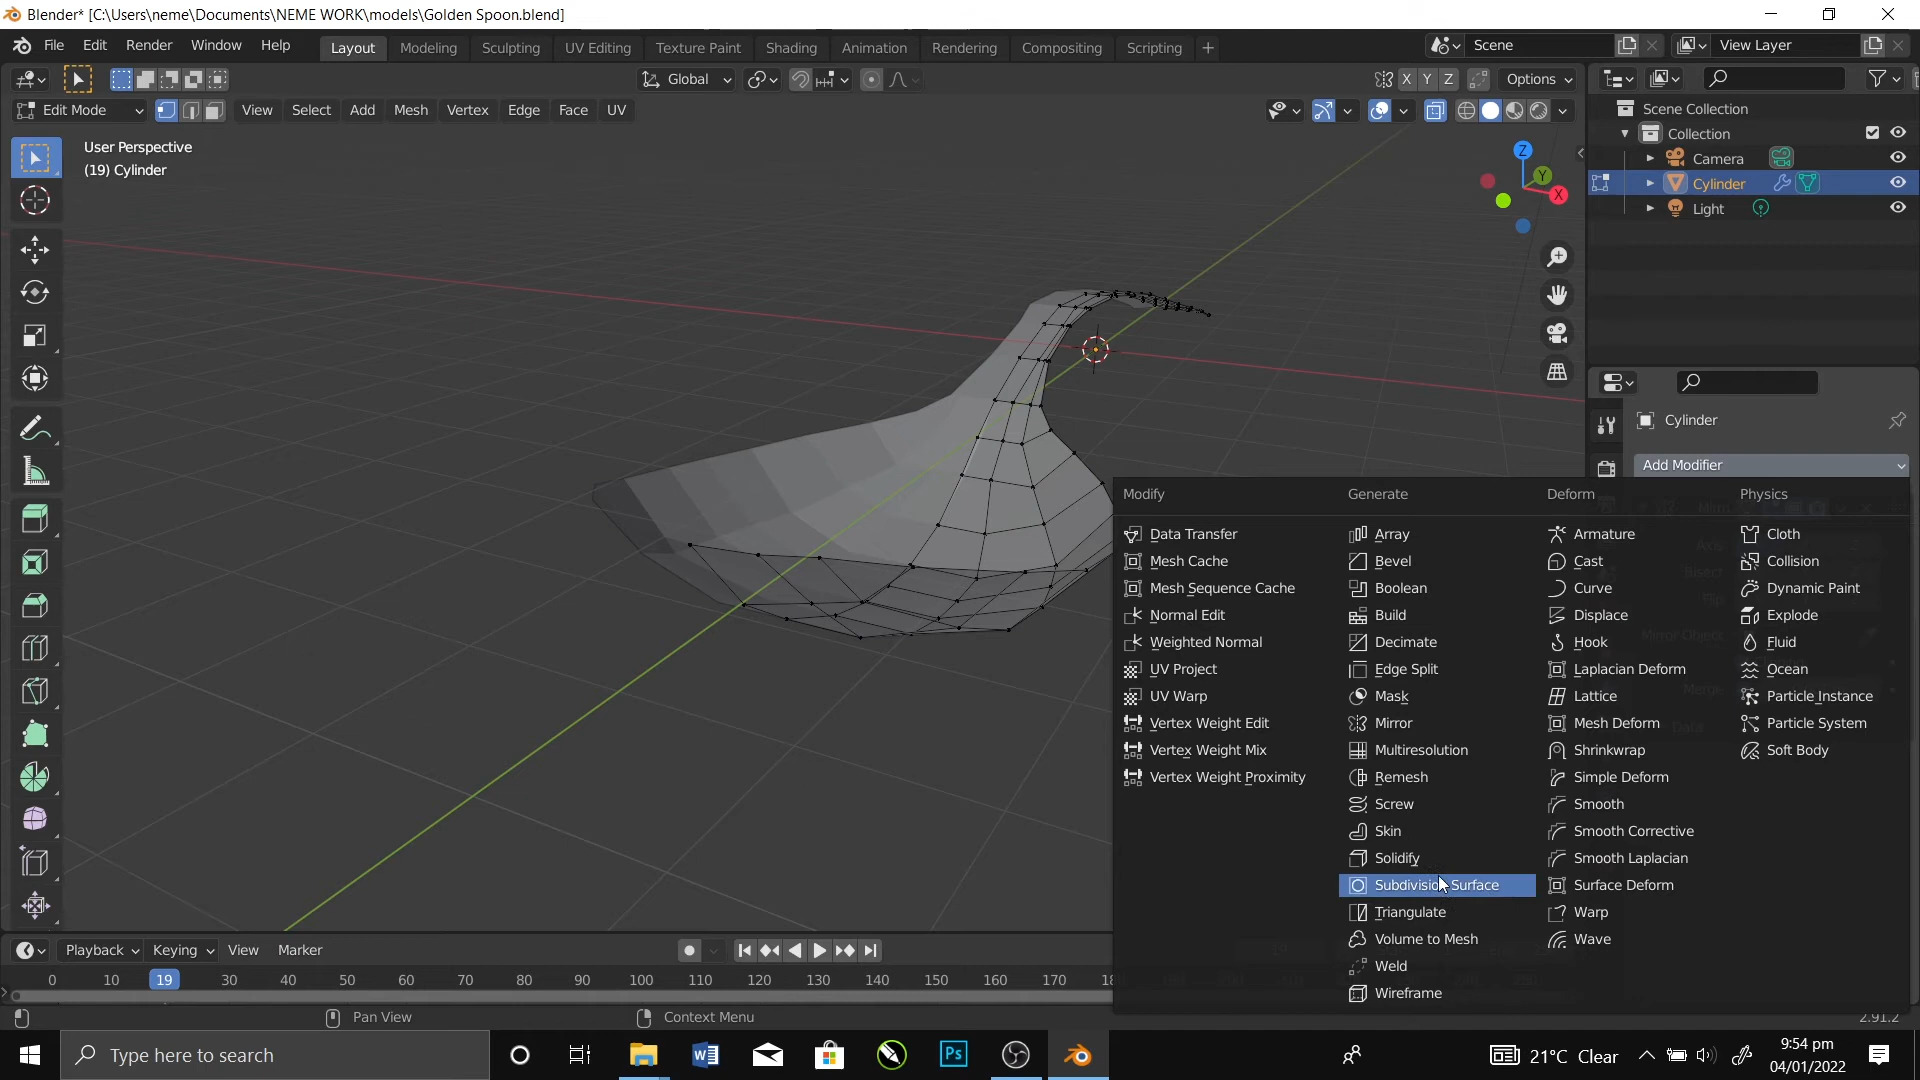 Blender* [C:\Users\neme\Documents\NEME WORK\models\Golden Spoon.blend]
File Edit Render Window Help
Layout Modeling Sculpting UV Editing Texture Paint Shading Animation Rendering Compositing Scripting +
Scene
View Layer
Global
X Y Z
Options
Edit Mode
View Select Add Mesh Vertex Edge Face UV
User Perspective
(19) Cylinder
Z
Y
X
Scene Collection
Collection
Camera
Cylinder
Light
Cylinder
Add Modifier
Modify
Data Transfer
Mesh Cache
Mesh Sequence Cache
Normal Edit
Weighted Normal
UV Project
UV Warp
Vertex Weight Edit
Vertex Weight Mix
Vertex Weight Proximity
Generate
Array
Bevel
Boolean
Build
Decimate
Edge Split
Mask
Mirror
Multiresolution
Remesh
Screw
Skin
Solidify
Subdivision Surface
Triangulate
Volume to Mesh
Weld
Wireframe
Deform
Armature
Cast
Curve
Displace
Hook
Laplacian Deform
Lattice
Mesh Deform
Shrinkwrap
Simple Deform
Smooth
Smooth Corrective
Smooth Laplacian
Surface Deform
Warp
Wave
Physics
Cloth
Collision
Dynamic Paint
Explode
Fluid
Ocean
Particle Instance
Particle System
Soft Body
Playback Keying View Marker
0 10 19 30 40 50 60 70 80 90 100 110 120 130 140 150 160 170
Pan View
Context Menu
2.91.2
Type here to search
21°C Clear
9:54 pm
04/01/2022